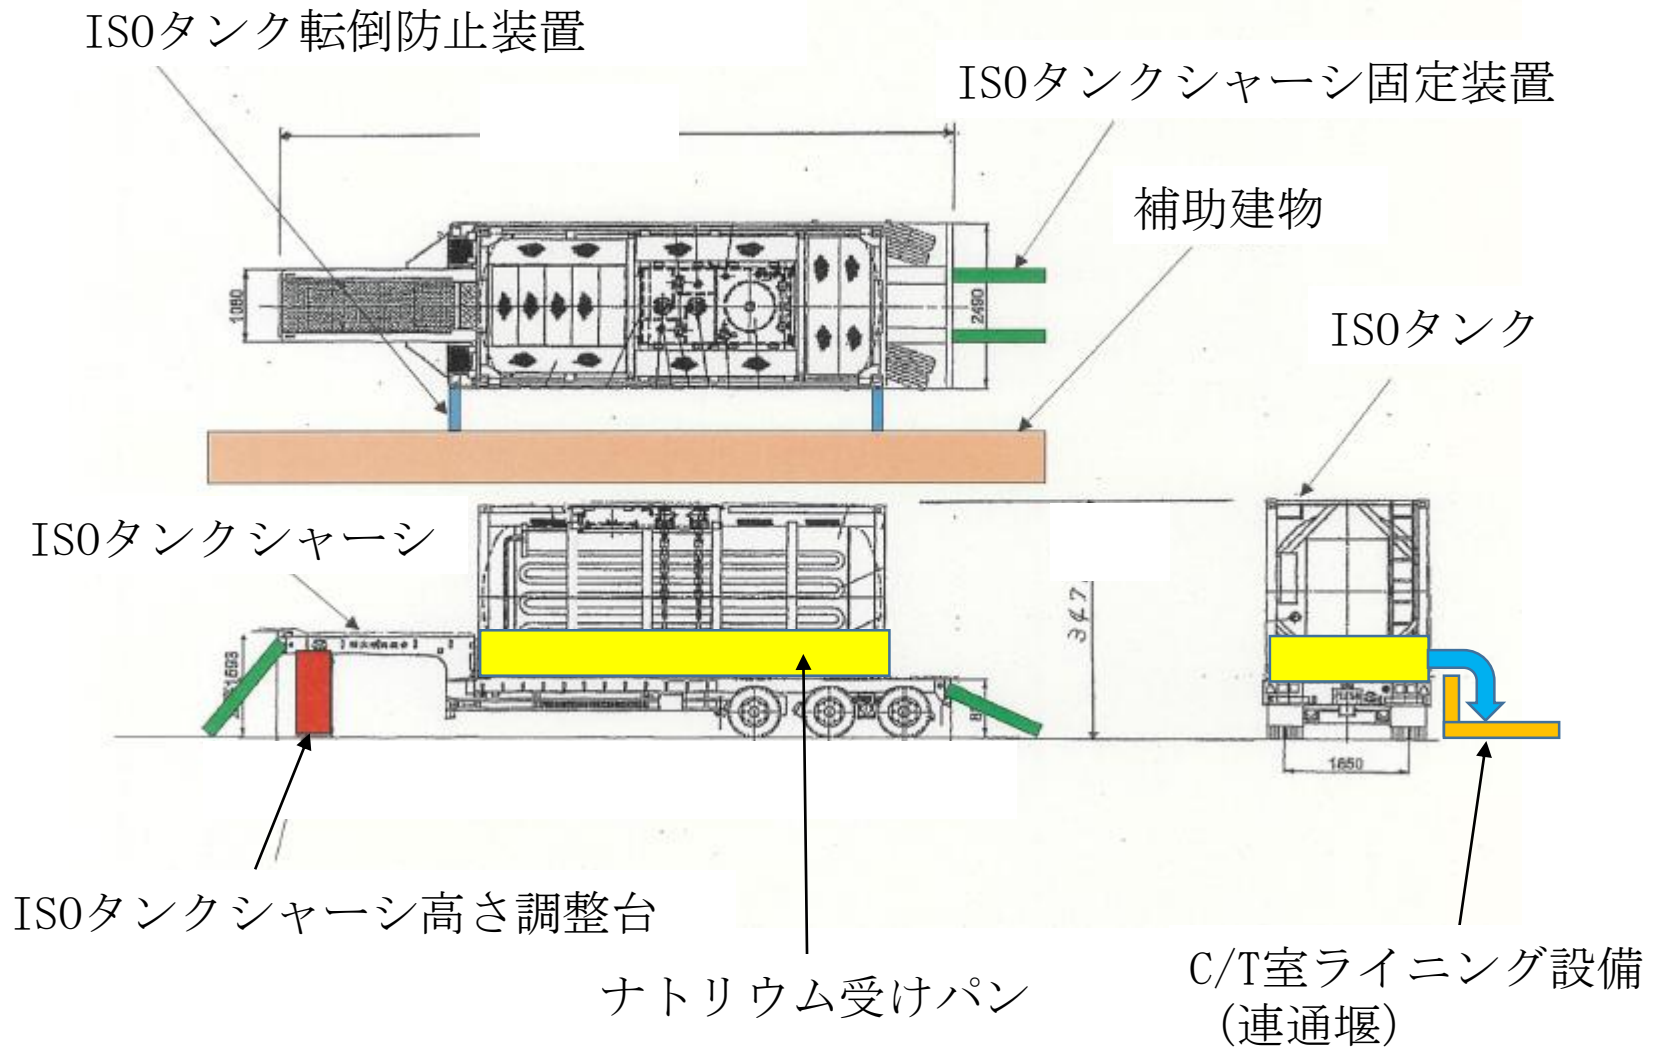 ISOタンク転倒防止装置
ISOタンクシャーシ固定装置
補助建物
1080
2490
ISOタンク
ISOタンクシャーシ
347
1850
ISOタンクシャーシ高さ調整台
ナトリウム受けパン
C/T室ライニング設備
(連通堰)